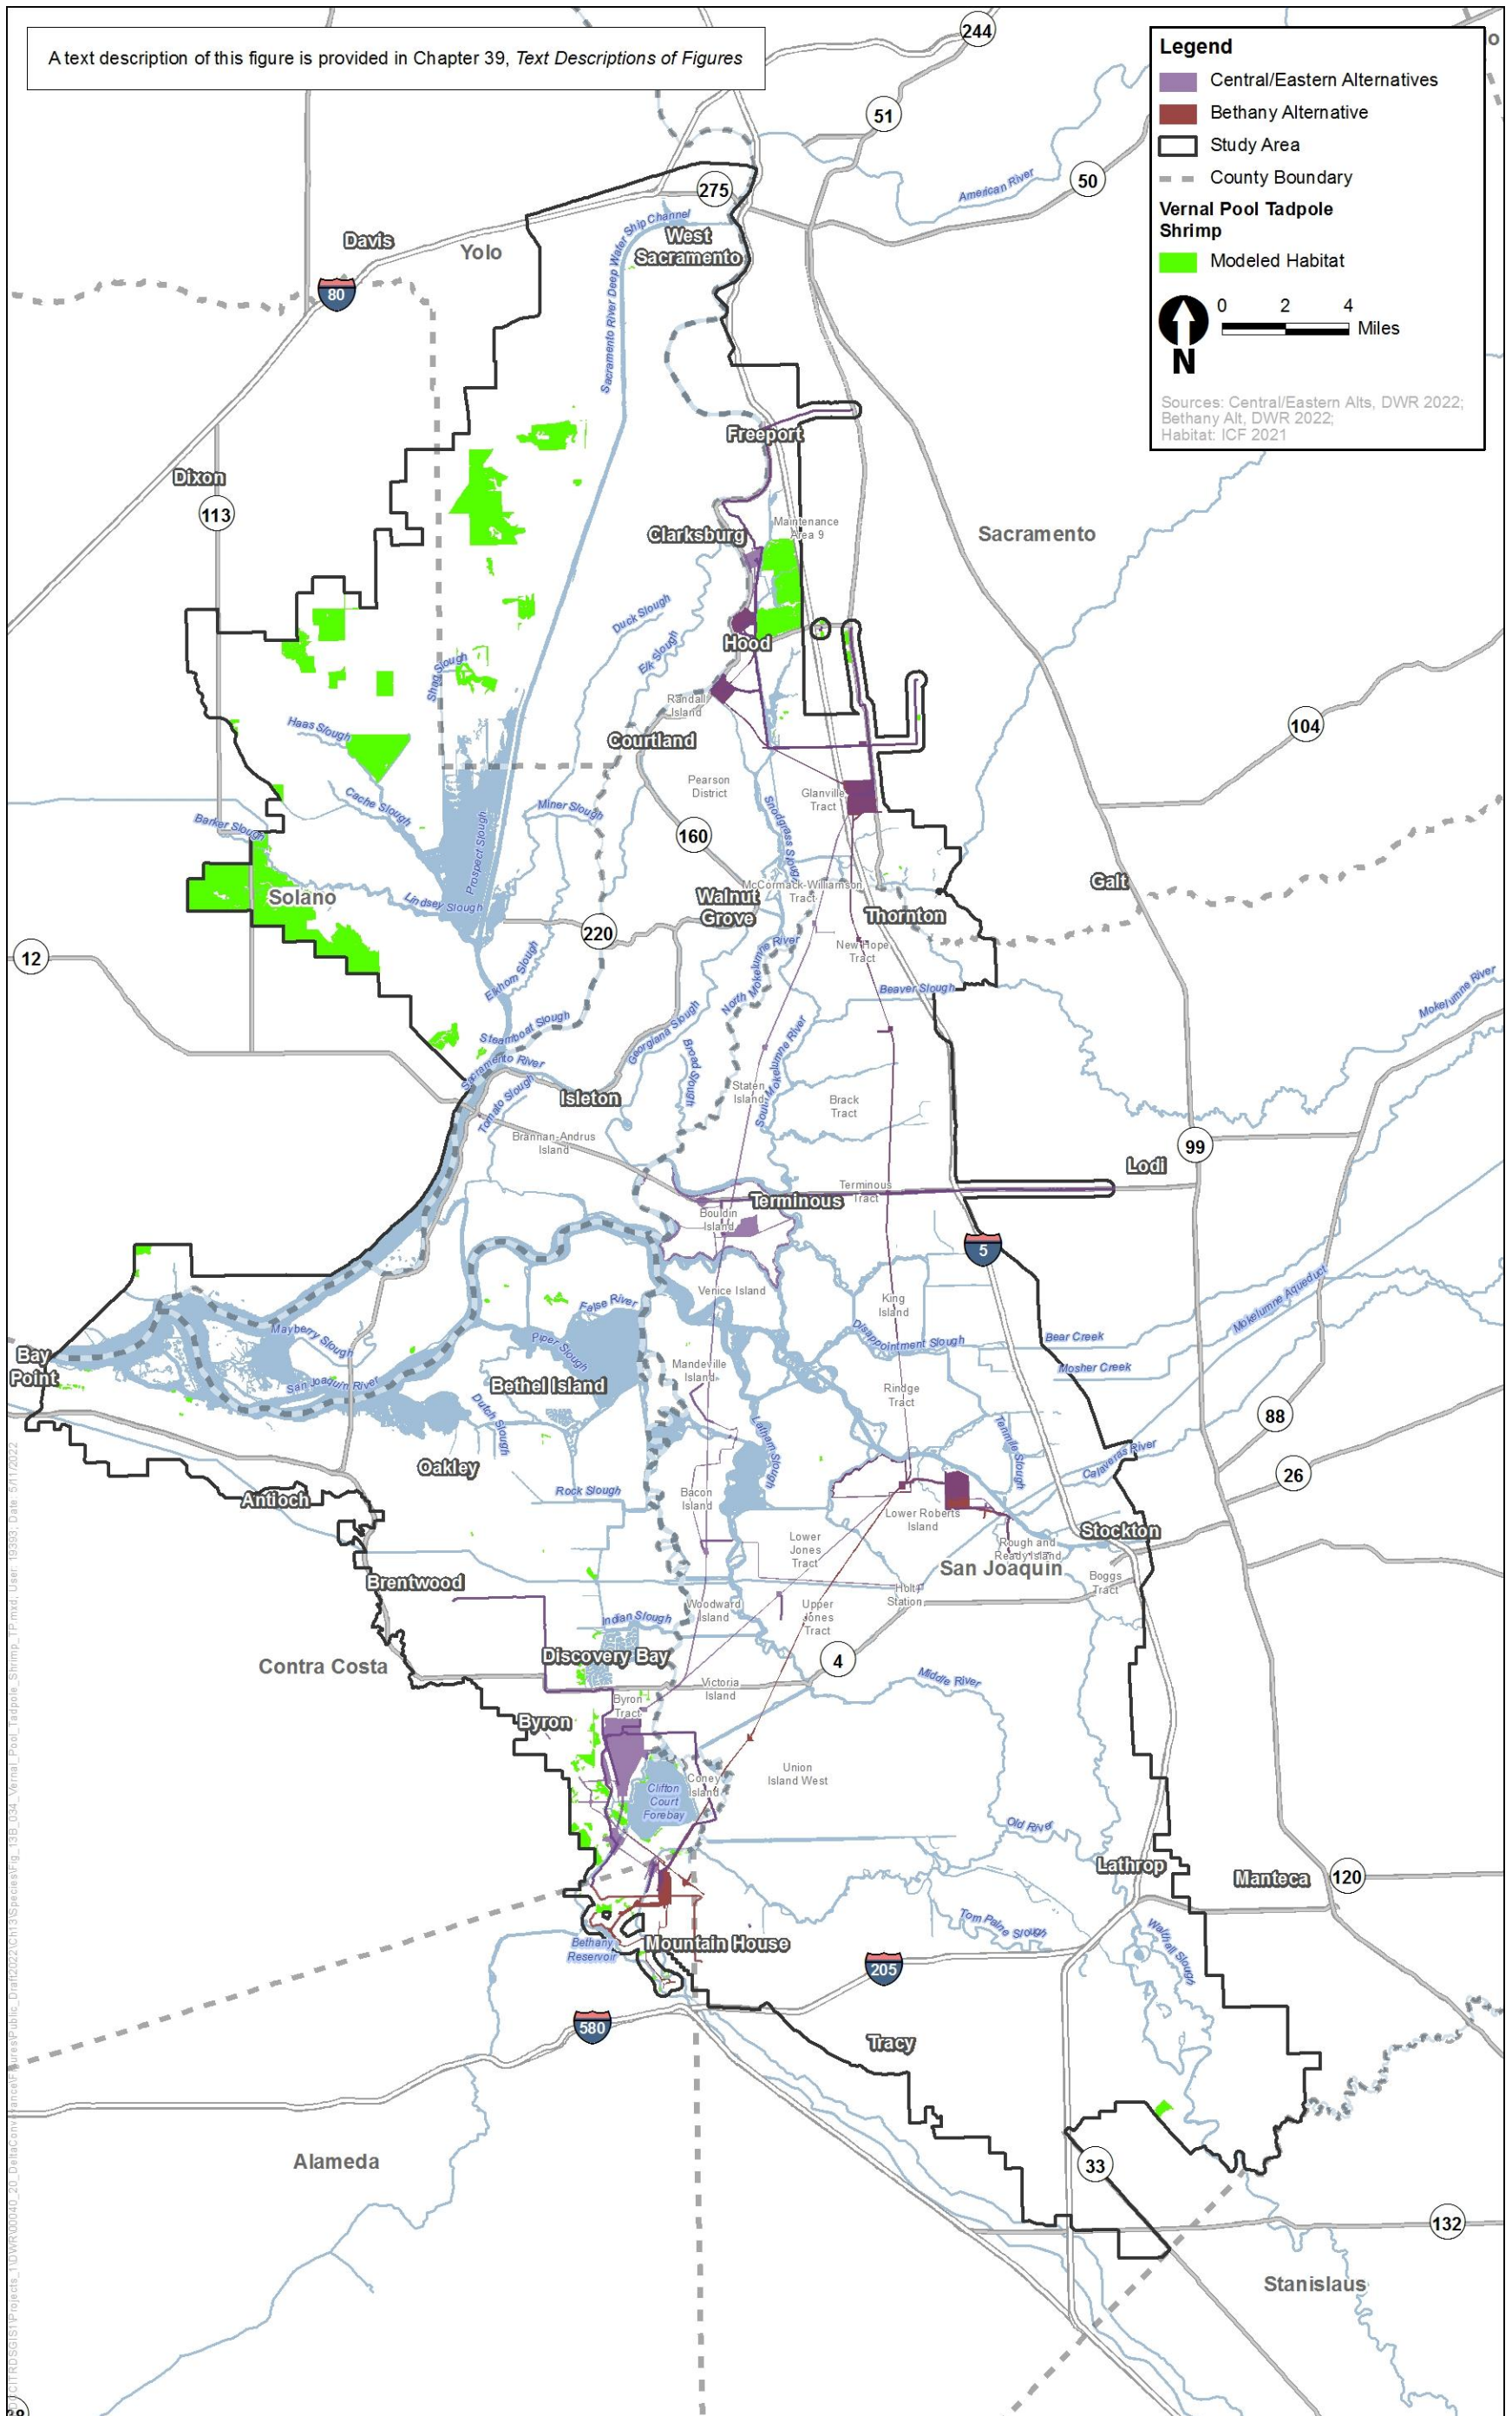 A text description of this figure is provided in Chapter 39, Text Descriptions of Figures
Legend
Central/Eastern Alternatives
Bethany Alternative
Study Area
County Boundary
Vernal Pool Tadpole
Shrimp
Modeled Habitat
0 2 4
Miles
N
Sources: Central/Eastern Alts, DWR 2022;
Bethany Alt, DWR 2022;
Habitat: ICF 2021
244
51
50
275
American River
Sacramento River Deep Water Ship Channel
West
Sacramento
Davis
Yolo
80
Freeport
Dixon
113
Clarksburg
Maintenance
Area 9
Sacramento
Duck Slough
Elk Slough
Hood
Shag Slough
Randall
Island
Haas Slough
Courtland
104
Pearson
District
Glanville
Tract
Cache Slough
Miner Slough
Snodgrass Slough
Barker Slough
160
Prospect Slough
Solano
Lindsey Slough
McCormack-Williamson
Tract
Walnut
Grove
Galt
Thornton
220
12
New Hope
Tract
Elkhorn Slough
North Mokelumne River
Beaver Slough
Mokelumne River
Steamboat Slough
Georgiana Slough
Sacramento River
Broad Slough
South Mokelumne River
Tomato Slough
Isleton
Staten
Island
Brack
Tract
Brannan-Andrus
Island
99
Lodi
Terminous
Tract
Terminous
Bouldin
Island
5
Venice Island
King
Island
Mokelumne Aqueduct
False River
Mayberry Slough
Piper Slough
Disappointment Slough
Bear Creek
Mosher Creek
Bay
Point
Mandeville
Island
San Joaquin River
Bethel Island
Rindge
Tract
88
Dutch Slough
Latham Slough
Tenmile Slough
Calaveras River
Oakley
26
Antioch
Rock Slough
Bacon
Island
Lower Roberts
Island
Lower
Jones
Tract
Stockton
Rough and
Ready Island
San Joaquin
Brentwood
Boggs
Tract
Holt
Station
Woodward
Island
Upper
Jones
Tract
Indian Slough
Discovery Bay
4
Contra Costa
Middle River
Victoria
Island
Byron
Tract
Byron
Union
Island West
Coney
Island
Clifton
Court
Forebay
Old River
Lathrop
Manteca
120
Tom Paine Slough
Walthall Slough
Bethany
Reservoir
Mountain House
205
580
Tracy
Alameda
33
132
Stanislaus